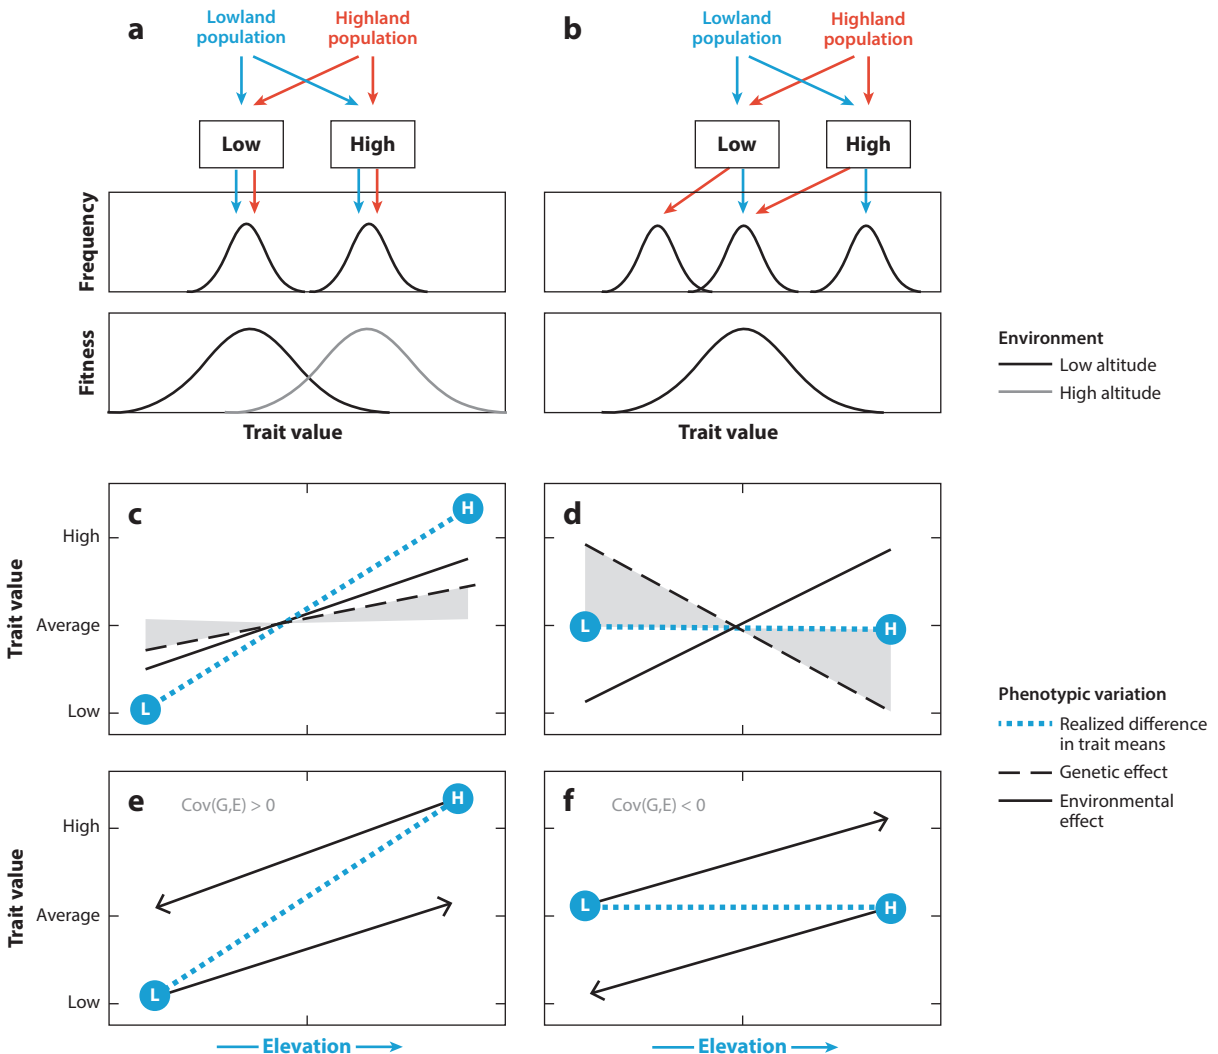 a
Lowland
population
Highland
population
Low
High
Frequency
Fitness
Trait value
b
Lowland
population
Highland
population
Low
High
Trait value
Environment
Low altitude
High altitude
c
H
L
High
Average
Low
Trait value
d
L
H
Phenotypic variation
Realized difference
in trait means
Genetic effect
Environmental
effect
e
Cov(G,E) > 0
H
L
High
Average
Low
Trait value
Elevation
f
Cov(G,E) < 0
L
H
Elevation